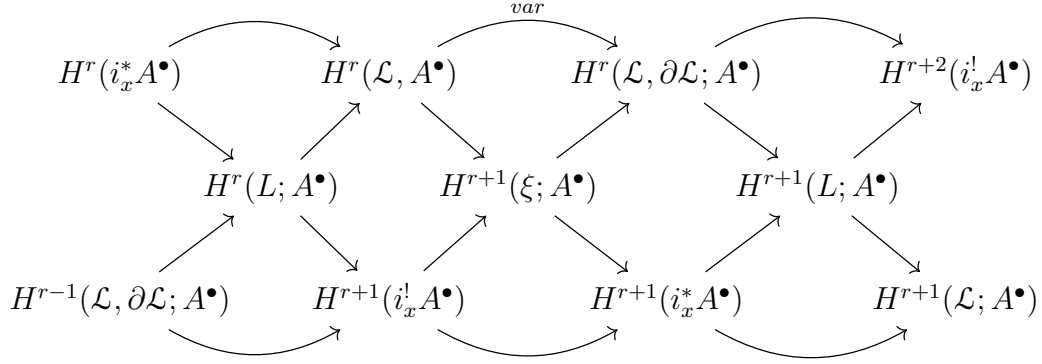 var
H^r(i_x^*A^•) H^r(ℒ, A^•) H^r(ℒ, ∂ℒ; A^•) H^{r+2}(i_x^!A^•)
H^r(L; A^•) H^{r+1}(ξ; A^•) H^{r+1}(L; A^•)
H^{r−1}(ℒ, ∂ℒ; A^•) H^{r+1}(i_x^!A^•) H^{r+1}(i_x^*A^•) H^{r+1}(ℒ; A^•)